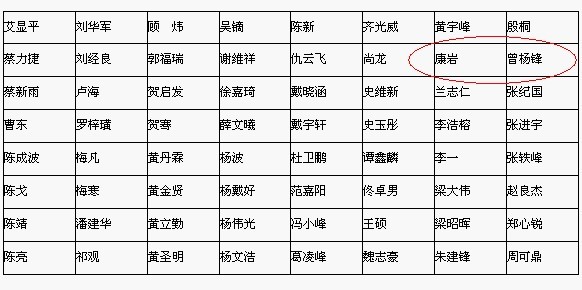 艾显平 刘华军 顾　炜 吴镝 陈新 齐光威 黄宇峰 殷桐
蔡力捷 刘经良 郭福瑞 谢维祥 仇云飞 尚龙 康岩 曾杨锋
蔡新雨 卢海 贺启发 徐嘉琦 戴晓涵 史维新 兰志仁 张纪国
曹东 罗梓璜 贺骞 薛文曦 戴宇轩 史玉彤 李浩榕 张进宇
陈成波 梅凡 黄丹霖 杨波 杜卫鹏 谭鑫麟 李一 张轶峰
陈戈 梅寒 黄金贤 杨戴好 范嘉阳 佟卓男 梁大伟 赵良杰
陈靖 潘建华 黄立勤 杨伟光 冯小峰 王硕 梁昭晖 郑心锐
陈亮 祁观 黄圣明 杨文浩 葛凌峰 魏志豪 朱建锋 周可鼎